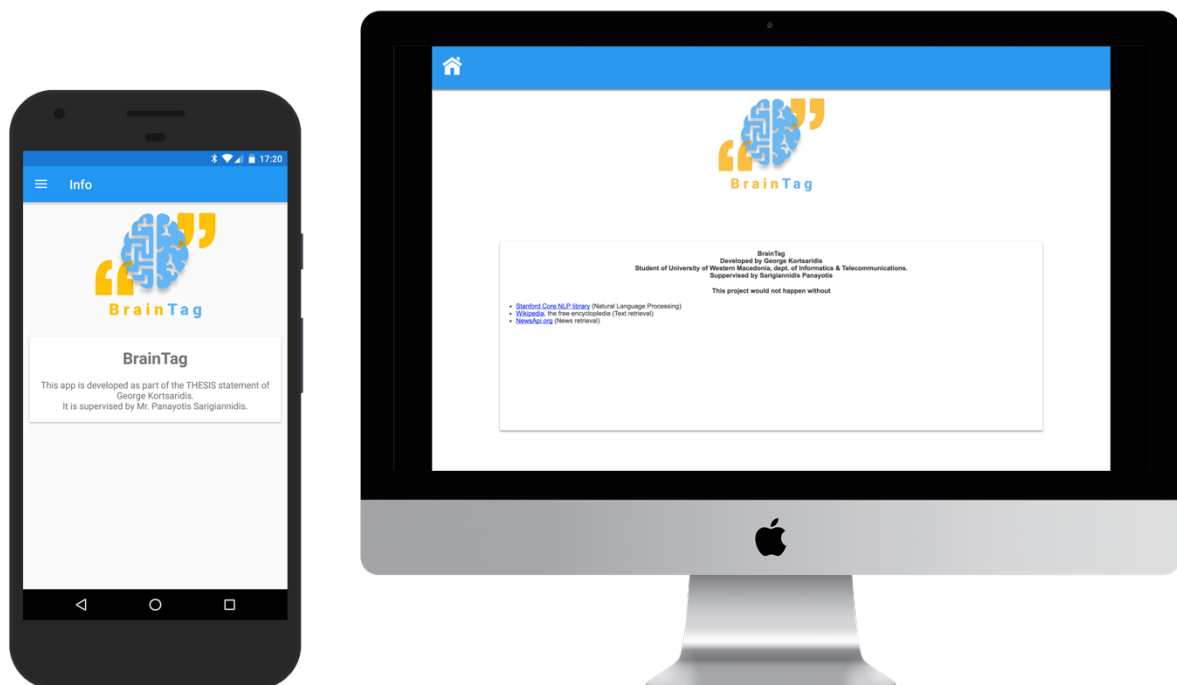 17:20
Info
BrainTag
BrainTag
This app is developed as part of the THESIS statement of
George Kortsaridis.
It is supervised by Mr. Panayotis Sarigiannidis.
BrainTag
BrainTag
Developed by George Kortsaridis
Student of University of Western Macedonia, dept. of Informatics & Telecommunications.
Suppervised by Sarigiannidis Panayotis
This project would not happen without
• Stanford Core NLP library (Natural Language Processing)
• Wikipedia, the free encyclopledia (Text retrieval)
• NewsApi.org (News retrieval)